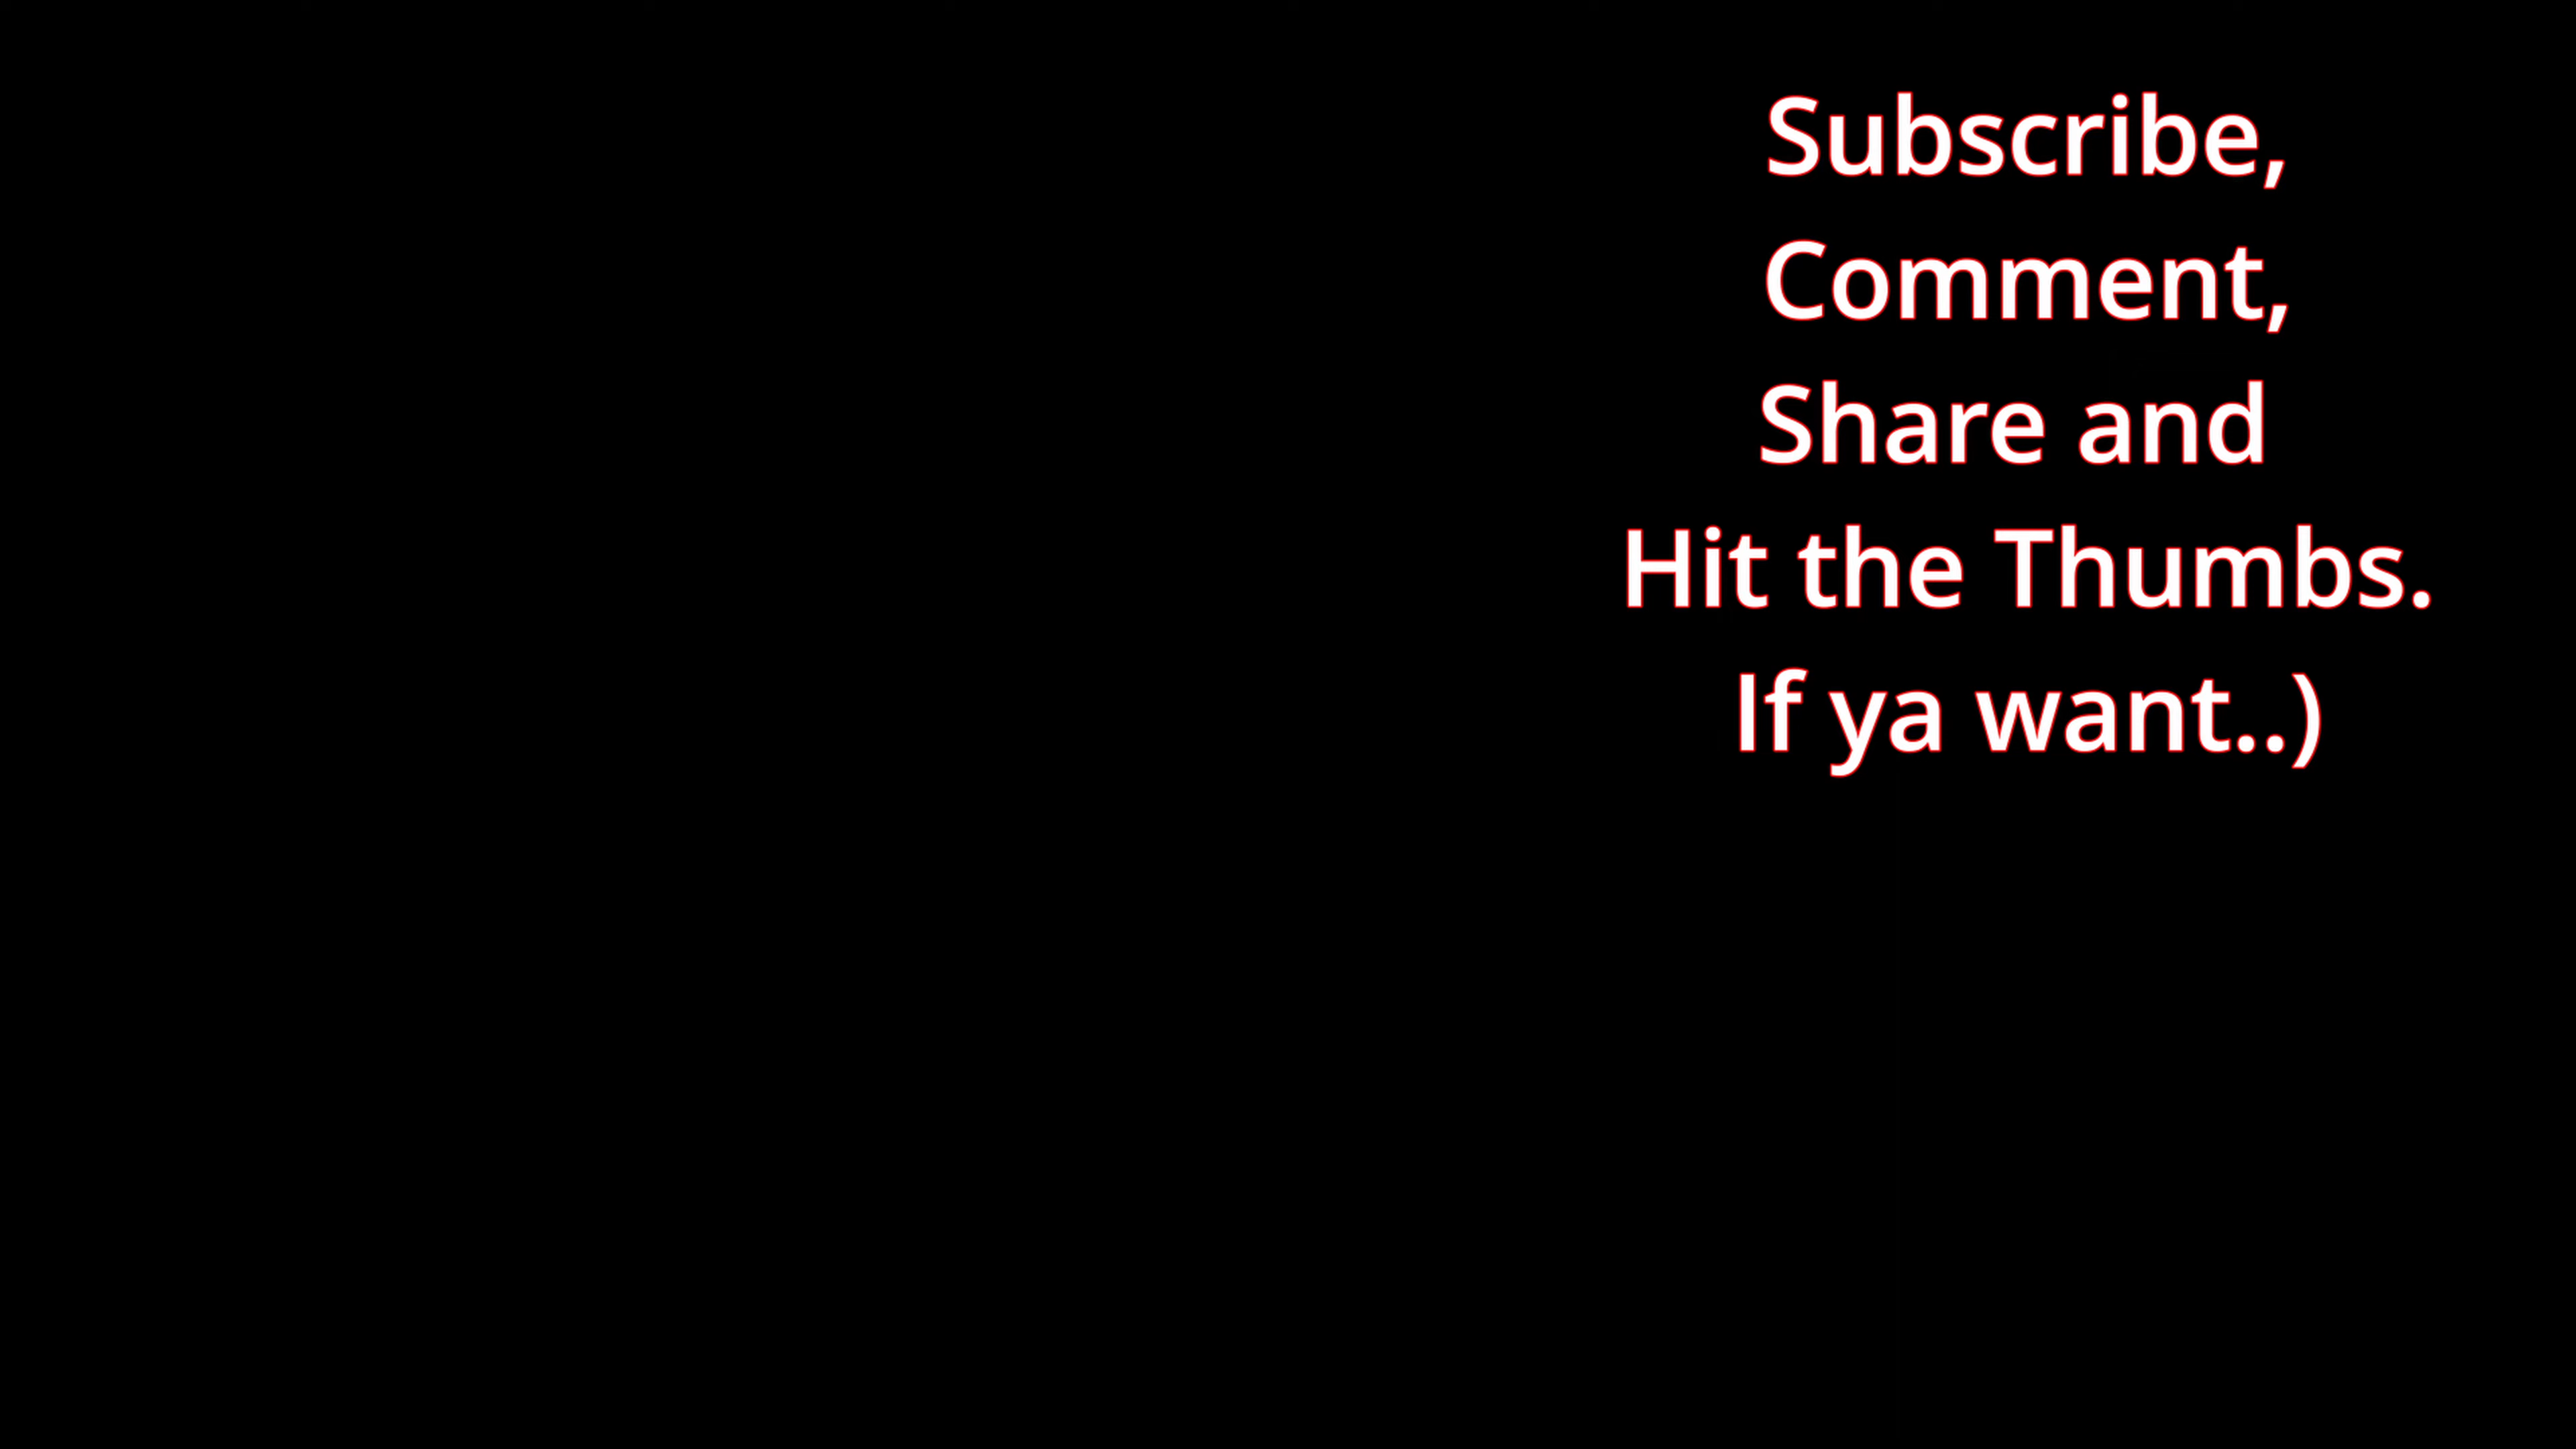 Subscribe,
Comment,
Share and
Hit the Thumbs.
If ya want..)